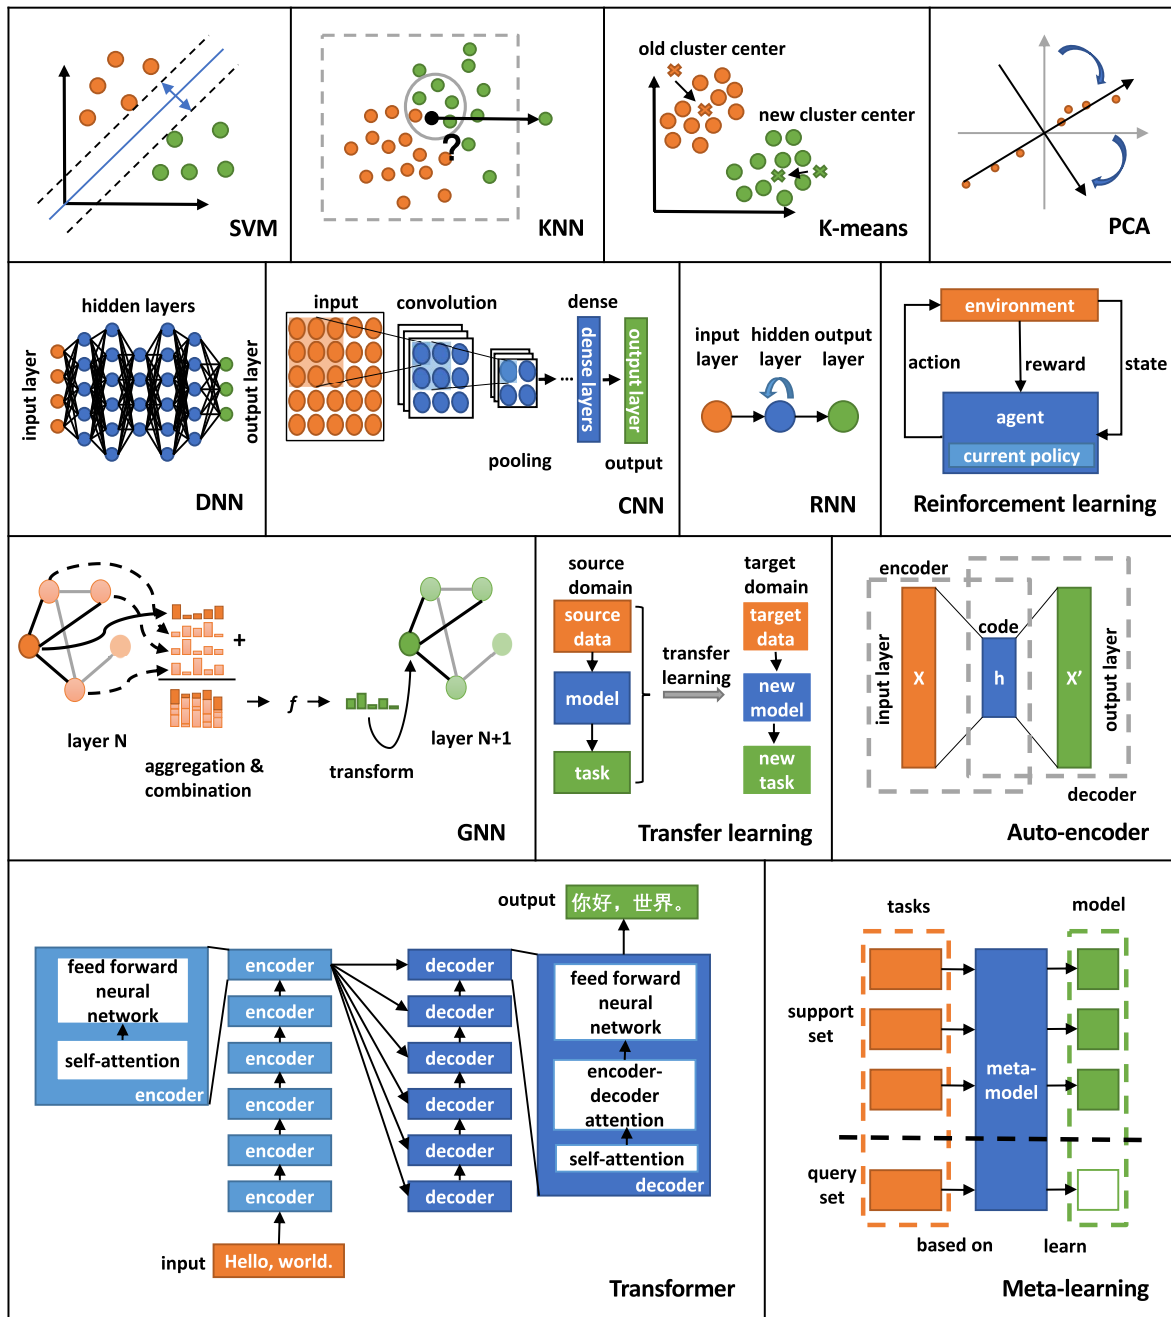 SVM
?
KNN
old cluster center
new cluster center
K-means
PCA
input layer
hidden layers
output layer
DNN
input
convolution
pooling
dense
dense layers
output layer
output
CNN
input
layer
hidden
layer
output
layer
RNN
environment
action
reward
state
agent
current policy
Reinforcement learning
layer N
+
aggregation &
combination
f
transform
layer N+1
GNN
source
domain
source
data
model
task
transfer
learning
target
domain
target
data
new
model
new
task
Transfer learning
encoder
input layer
X
code
h
X'
output layer
decoder
Auto-encoder
feed forward
neural
network
self-attention
encoder
encoder
encoder
encoder
encoder
encoder
encoder
input
Hello, world.
decoder
decoder
decoder
decoder
decoder
decoder
output
你好，世界。
feed forward
neural
network
encoder-
decoder
attention
self-attention
decoder
Transformer
tasks
model
support
set
meta-
model
query
set
based on
learn
Meta-learning